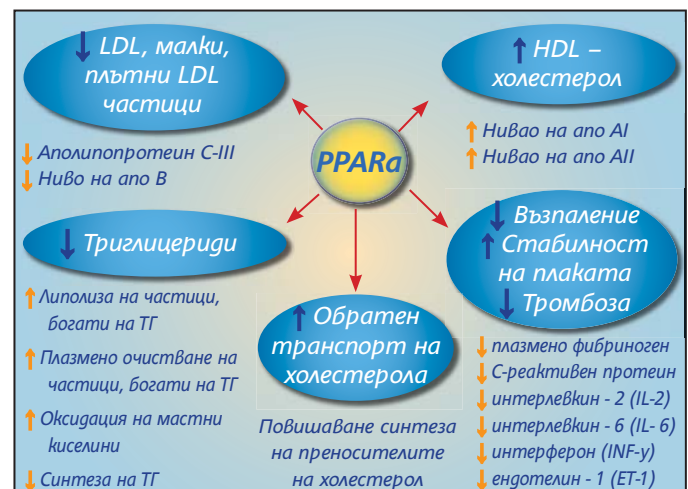 ↓ LDL, малки,
плътни LDL
частици
↓ Аполипопротеин C-III
↓ Ниво на апо B
↑ HDL –
холестерол
↑ Нивао на апо AI
↑ Нивао на апо AII
PPARa
↓ Триглицериди
↑ Липолиза на частици,
богати на ТГ
↑ Плазмено очистване на
частици, богати на ТГ
↑ Оксидация на мастни
киселини
↓ Синтеза на ТГ
↑ Обратен
транспорт на
холестерола
Повишаване синтеза
на преносителите
на холестерол
↓ Възпаление
↑ Стабилност
на плаката
↓ Тромбоза
↓ плазмено фибриноген
↓ С-реактивен протеин
↓ интерлевкин - 2 (IL-2)
↓ интерлевкин - 6 (IL- 6)
↓ интерферон (INF-y)
↓ ендотелин - 1 (ET-1)